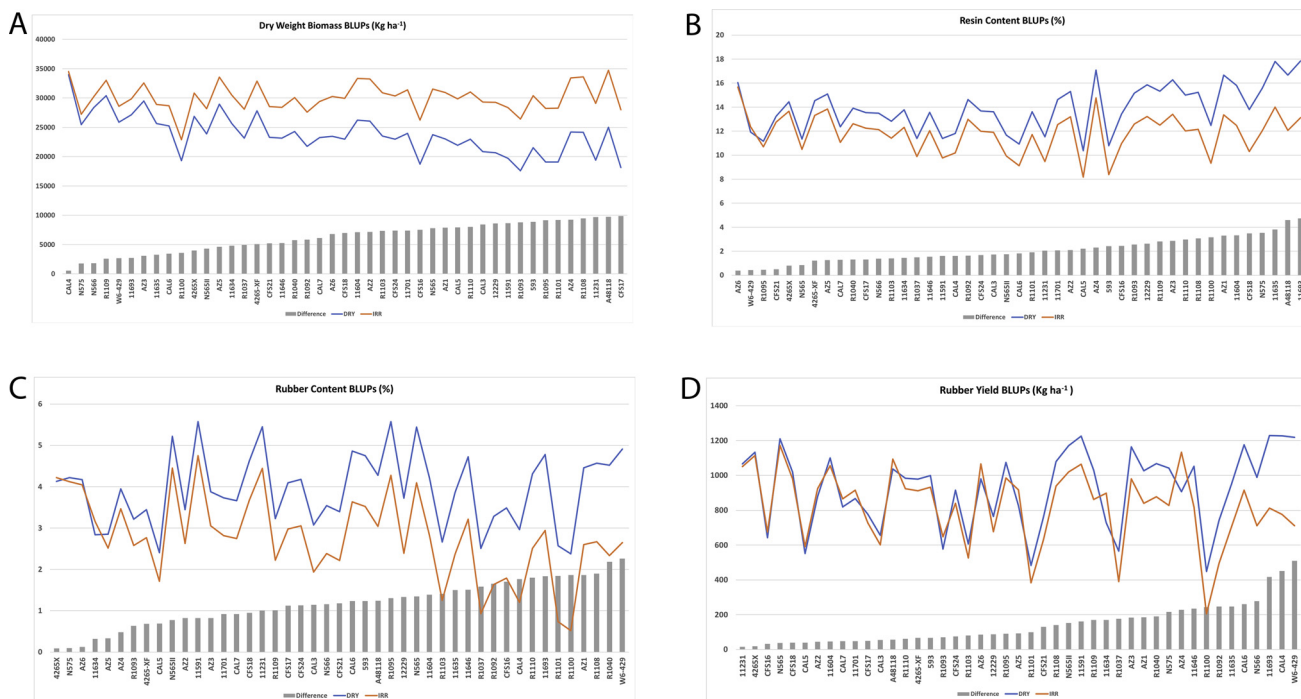 A
Dry Weight Biomass BLUPs (Kg ha⁻¹)
40000
35000
30000
25000
20000
15000
10000
5000
0
CAL4 N575 N566 R1109 W6-429 11693 AZ3 11635 CAL6 R1100 4265X N565II AZ5 11634 R1037 4265-XF CFS21 11646 R1040 R1092 CAL7 AZ6 CFS18 11604 AZ2 R1103 CFS24 11701 CFS16 N565 AZ1 CAL5 R1110 CAL3 12229 11591 R1093 593 R1095 R1101 AZ4 R1108 11231 A48118 CFS17
Difference DRY IRR
B
Resin Content BLUPs (%)
20
18
16
14
12
10
8
6
4
2
0
AZ6 W6-429 R1095 CFS21 4265X N565 4265-XF AZ5 CAL7 R1040 CFS17 N566 R1103 11634 R1037 11646 11591 CAL4 R1092 CFS24 CAL3 N565II CAL6 R1101 11231 11701 AZ2 CAL5 AZ4 593 CFS16 12229 R1109 AZ3 R1110 R1108 R1100 AZ1 11604 CFS18 N575 11635 A48118
Difference DRY IRR
C
Rubber Content BLUPs (%)
6
5
4
3
2
1
0
4265X N575 AZ6 11634 AZ5 AZ4 R1093 4265-XF CAL5 N565II AZ2 11591 AZ3 11701 CAL7 CFS18 11231 R1109 CFS17 CFS24 CAL3 N566 CFS21 CAL6 593 A48118 R1095 12229 N565 11604 R1103 11635 11646 R1037 R1092 CFS16 CAL4 R1110 11693 R1101 R1100 AZ1 R1108 R1040 W6-429
Difference DRY IRR
D
Rubber Yield BLUPs (Kg ha⁻¹ )
1400
1200
1000
800
600
400
200
0
11231 4265X CFS16 N565 CFS18 CAL5 AZ2 11604 CAL7 11701 CFS17 CAL3 A48118 R1110 4265-XF 593 R1093 CFS24 R1103 AZ6 12229 R1095 AZ5 R1101 CFS21 R1108 N565II 11591 R1109 11634 R1037 AZ3 AZ1 R1040 N575 AZ4 11646 R1100 R1092 11635 CAL6 N566 11693 CAL4 W6-429
Difference DRY IRR